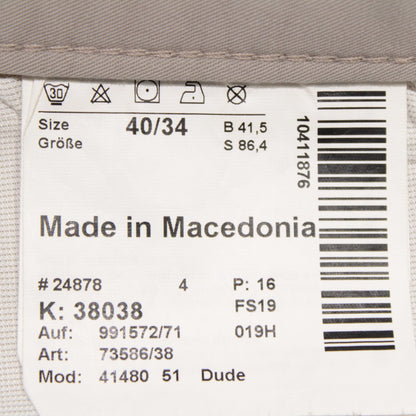 30
Size 40/34 B 41,5
Größe S 86,4
10411876
Made in Macedonia
# 24878 4 P: 16
K: 38038 FS19
Auf: 991572/71 019H
Art: 73586/38
Mod: 41480 51 Dude